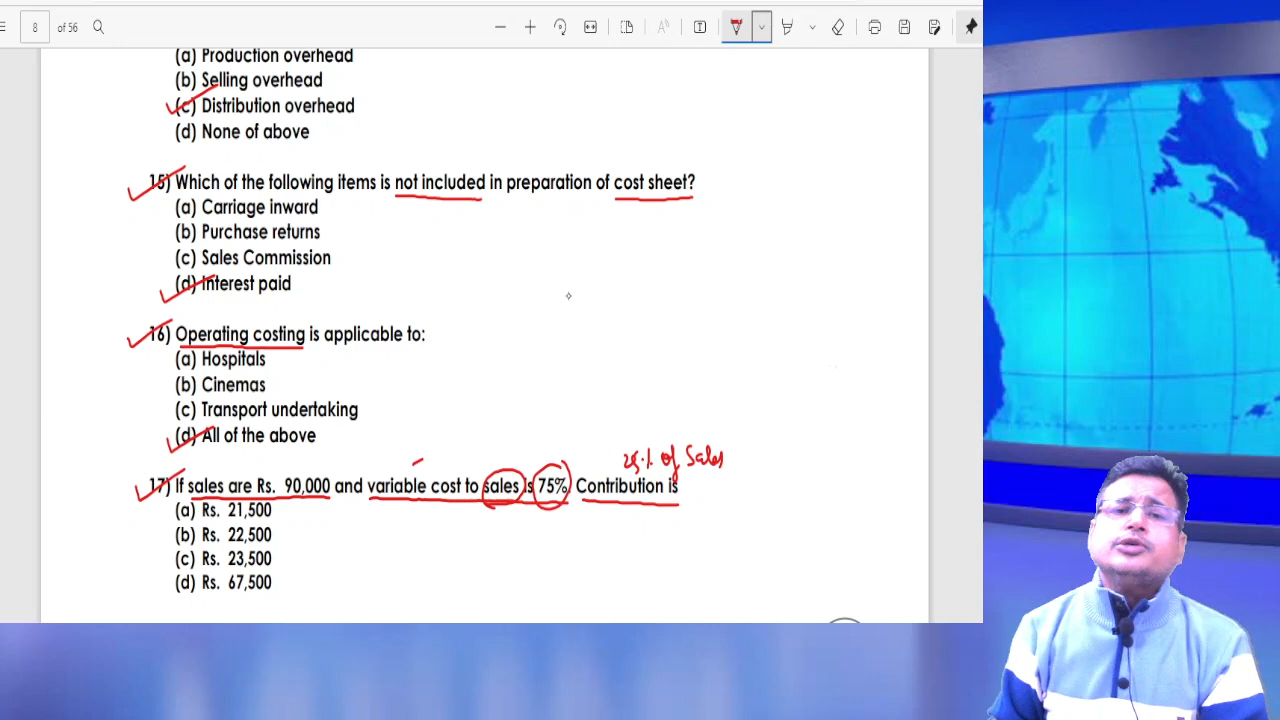 8 of 56
(a) Production overhead
(b) Selling overhead
(c) Distribution overhead
(d) None of above
15) Which of the following items is not included in preparation of cost sheet?
(a) Carriage inward
(b) Purchase returns
(c) Sales Commission
(d) Interest paid
16) Operating costing is applicable to:
(a) Hospitals
(b) Cinemas
(c) Transport undertaking
(d) All of the above
25% of Sales
17) If sales are Rs. 90,000 and variable cost to sales is 75% Contribution is
(a) Rs. 21,500
(b) Rs. 22,500
(c) Rs. 23,500
(d) Rs. 67,500